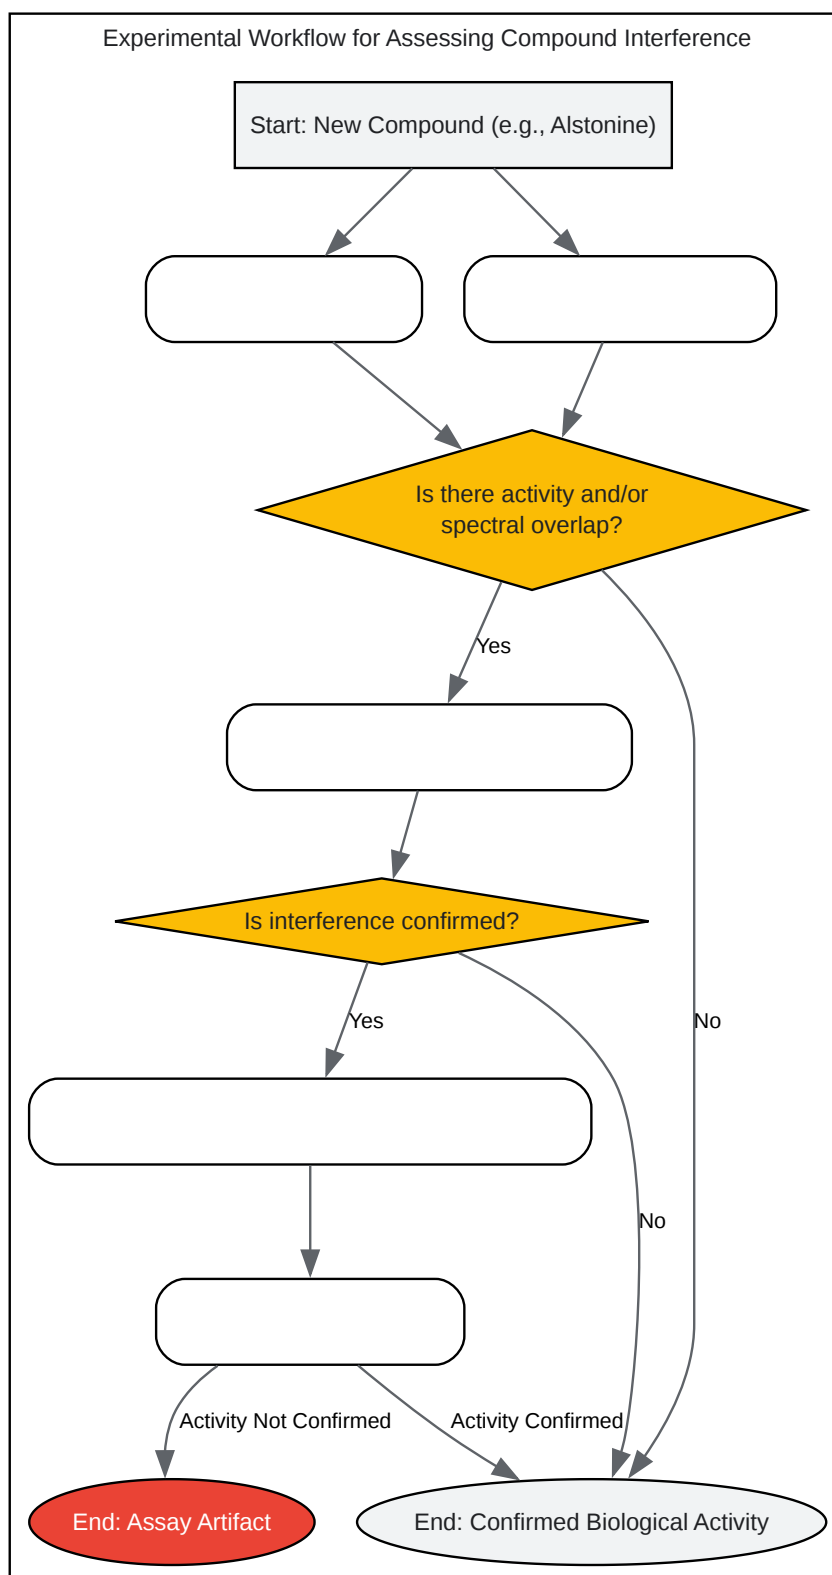 Experimental Workflow for Assessing Compound Interference
Start: New Compound (e.g., Alstonine)
Is there activity and/or
spectral overlap?
Yes
Is interference confirmed?
Yes
No
No
Activity Not Confirmed
Activity Confirmed
End: Assay Artifact
End: Confirmed Biological Activity